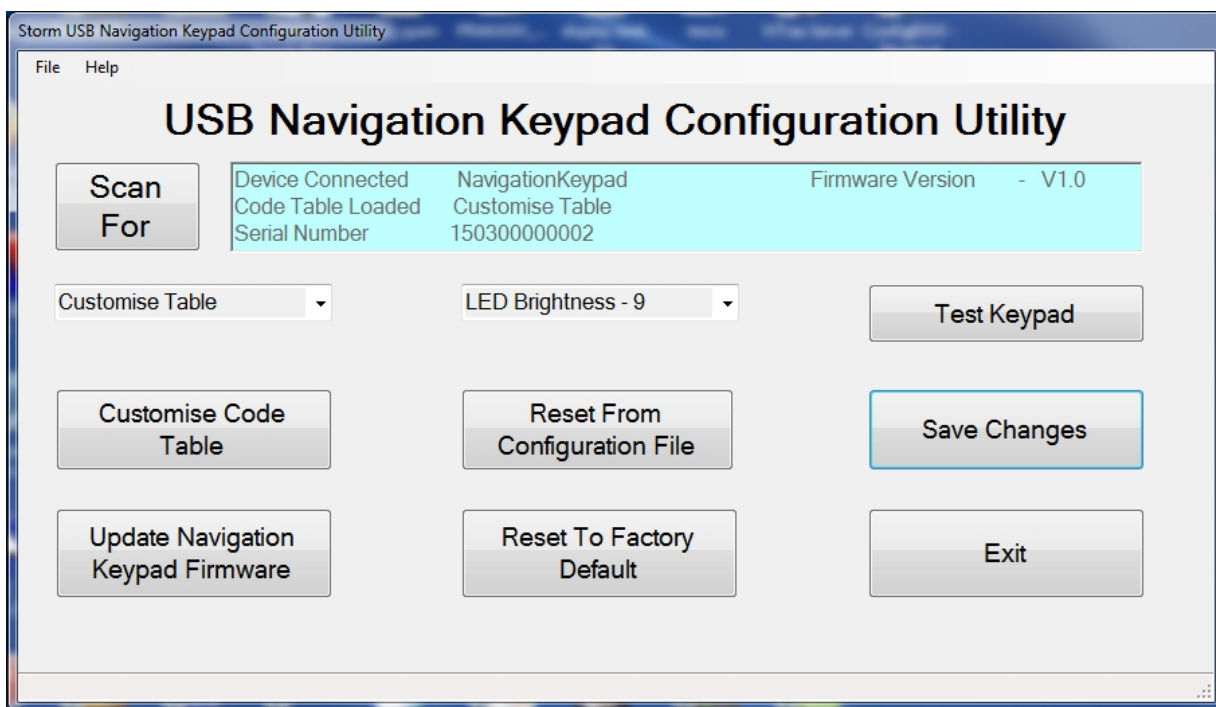 Storm USB Navigation Keypad Configuration Utility
File Help
USB Navigation Keypad Configuration Utility
Scan
For
Device Connected NavigationKeypad Firmware Version - V1.0
Code Table Loaded Customise Table
Serial Number 150300000002
Customise Table
LED Brightness - 9
Test Keypad
Customise Code
Table
Reset From
Configuration File
Save Changes
Update Navigation
Keypad Firmware
Reset To Factory
Default
Exit